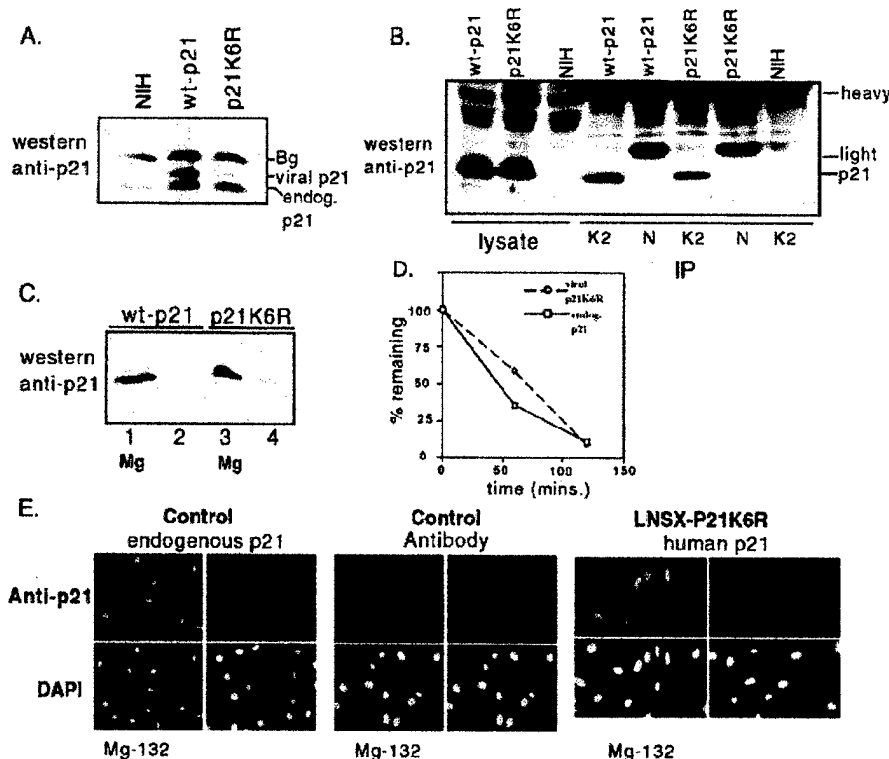 A.
NIH
wt-p21
p21K6R
western
anti-p21
Bg
viral p21
endog.
p21
B.
wt-p21
p21K6R
NIH
wt-p21
wt-p21
p21K6R
p21K6R
NIH
western
anti-p21
heavy
light
p21
lysate
K2
N
K2
N
K2
IP
C.
wt-p21
p21K6R
western
anti-p21
1
2
3
4
Mg
Mg
D.
% remaining
100
75
50
25
0
0
50
100
150
time (mins.)
viral
p21K6R
endog.
p21
E.
Control
endogenous p21
Control
Antibody
LNSX-P21K6R
human p21
Anti-p21
DAPI
Mg-132
Mg-132
Mg-132